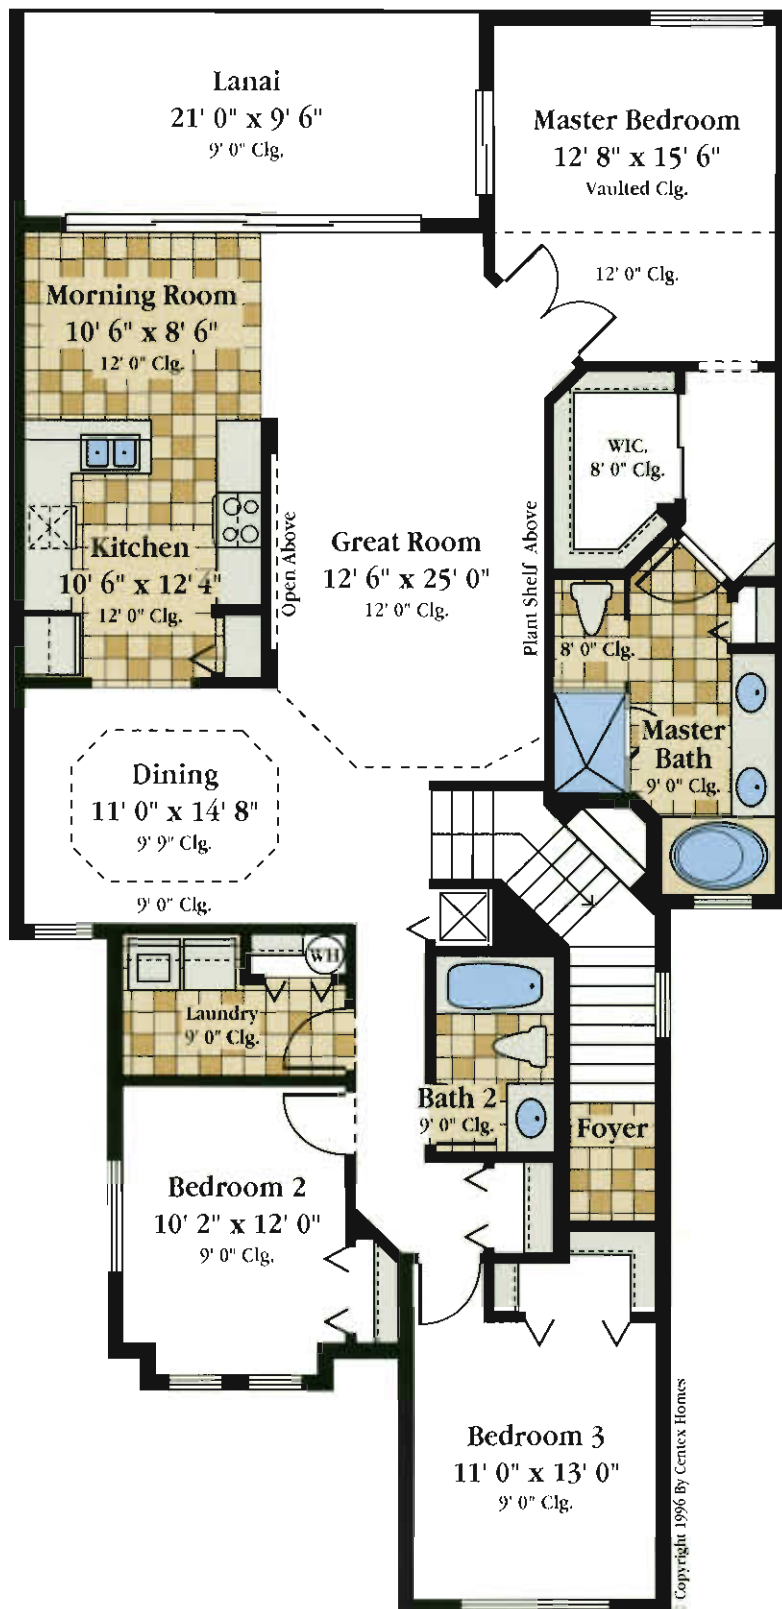 Lanai
21' 0" x 9' 6"
9' 0" Clg.
Master Bedroom
12' 8" x 15' 6"
Vaulted Clg.
12' 0" Clg.
Morning Room
10' 6" x 8' 6"
12' 0" Clg.
WIC.
8' 0" Clg.
Kitchen
10' 6" x 12' 4"
12' 0" Clg.
Open Above
Great Room
12' 6" x 25' 0"
12' 0" Clg.
Plant Shelf Above
8' 0" Clg.
Master
Bath
9' 0" Clg.
Dining
11' 0" x 14' 8"
9' 9" Clg.
9' 0" Clg.
WH
Laundry
9' 0" Clg.
Bath 2
9' 0" Clg.
Foyer
Bedroom 2
10' 2" x 12' 0"
9' 0" Clg.
Bedroom 3
11' 0" x 13' 0"
9' 0" Clg.
Copyright 1996 By Centex Homes